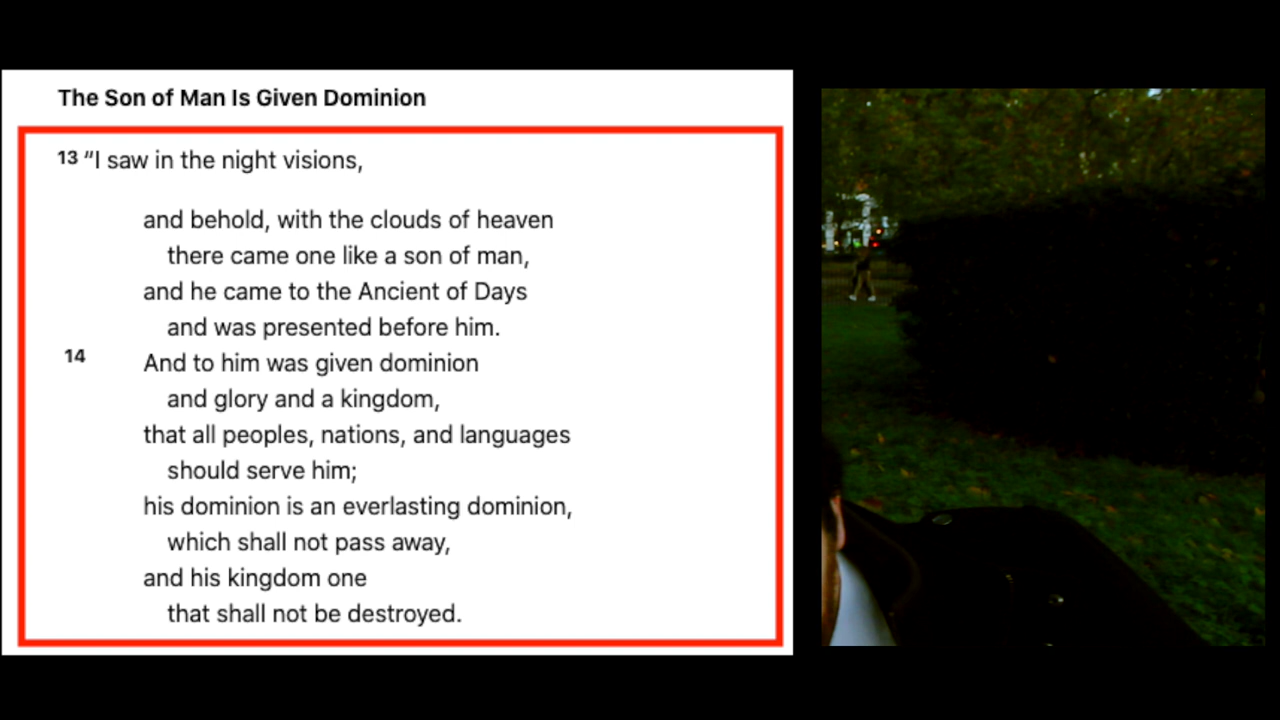 The Son of Man Is Given Dominion
13 “I saw in the night visions,
and behold, with the clouds of heaven
there came one like a son of man,
and he came to the Ancient of Days
and was presented before him.
14 And to him was given dominion
and glory and a kingdom,
that all peoples, nations, and languages
should serve him;
his dominion is an everlasting dominion,
which shall not pass away,
and his kingdom one
that shall not be destroyed.